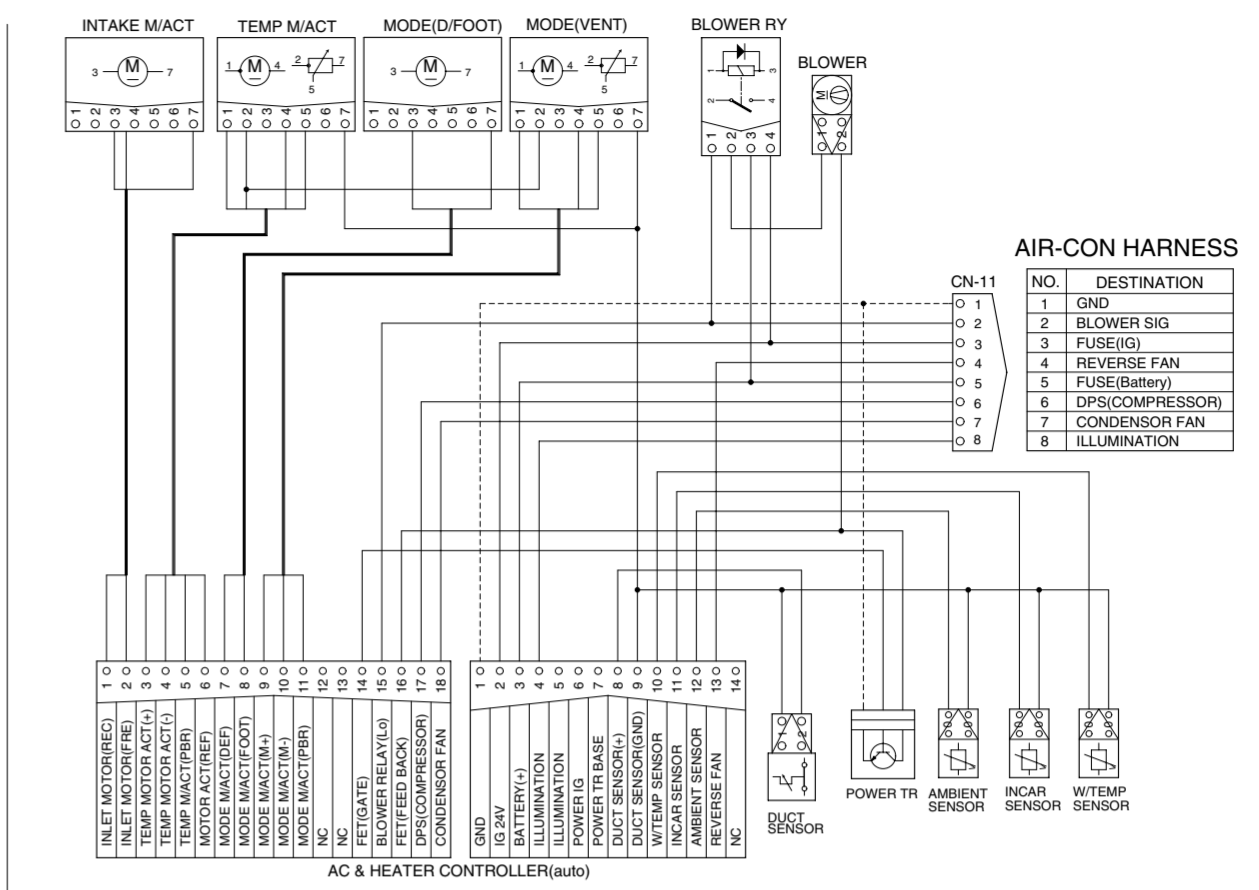 INTAKE M/ACT
TEMP M/ACT
MODE(D/FOOT)
MODE(VENT)
BLOWER RY
BLOWER
3 M 7
1 M 4 2 7
5
3 M 7
1 M 4 2 7
5
1 3
2 4
M
1 2 3 4 5 6 7
1 2 3 4 5 6 7
1 2 3 4 5 6 7
1 2 3 4 5 6 7
1 2 3 4
1 2
AIR-CON HARNESS
CN-11
1
2
3
4
5
6
7
8
NO. DESTINATION
1 GND
2 BLOWER SIG
3 FUSE(IG)
4 REVERSE FAN
5 FUSE(Battery)
6 DPS(COMPRESSOR)
7 CONDENSOR FAN
8 ILLUMINATION
1 INLET MOTOR(REC)
2 INLET MOTOR(FRE)
3 TEMP MOTOR ACT(+)
4 TEMP MOTOR ACT(-)
5 TEMP M/ACT(PBR)
6 MOTOR ACT(REF)
7 MODE M/ACT(DEF)
8 MODE M/ACT(FOOT)
9 MODE M/ACT(M+)
10 MODE M/ACT(M-)
11 MODE M/ACT(PBR)
12 NC
13 NC
14 FET(GATE)
15 BLOWER RELAY(Lo)
16 FET(FEED BACK)
17 DPS(COMPRESSOR)
18 CONDENSOR FAN
1 GND
2 IG 24V
3 BATTERY(+)
4 ILLUMINATION
5 ILLUMINATION
6 POWER IG
7 POWER TR BASE
8 DUCT SENSOR(+)
9 DUCT SENSOR(GND)
10 W/TEMP SENSOR
11 INCAR SENSOR
12 AMBIENT SENSOR
13 REVERSE FAN
14 NC
1 2
DUCT
SENSOR
POWER TR
AMBIENT
SENSOR
INCAR
SENSOR
W/TEMP
SENSOR
AC & HEATER CONTROLLER(auto)